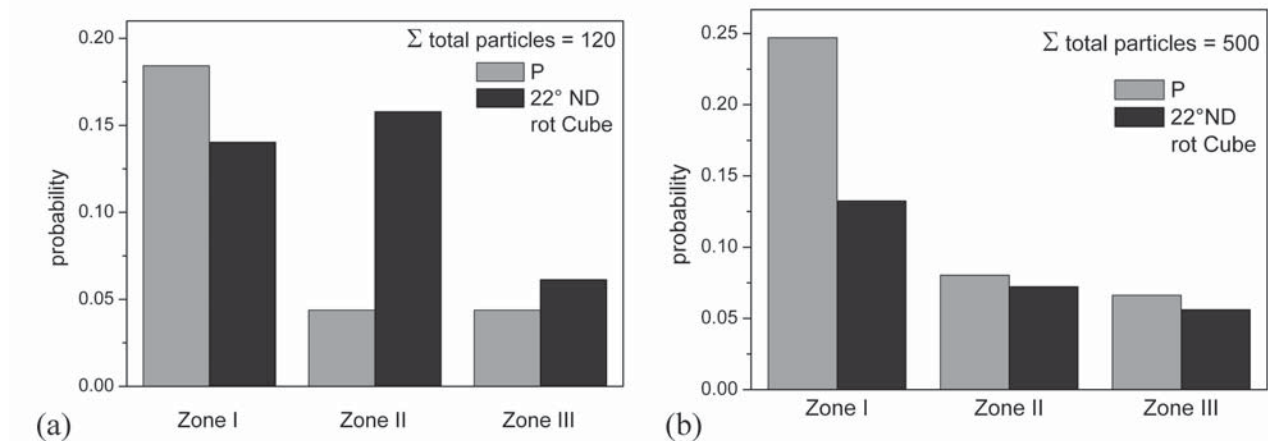 Σ total particles = 120
P
22° ND
rot Cube
probability
0.20
0.15
0.10
0.05
0.00
Zone I
Zone II
Zone III
(a)
Σ total particles = 500
P
22°ND
rot Cube
probability
0.25
0.20
0.15
0.10
0.05
0.00
Zone I
Zone II
Zone III
(b)